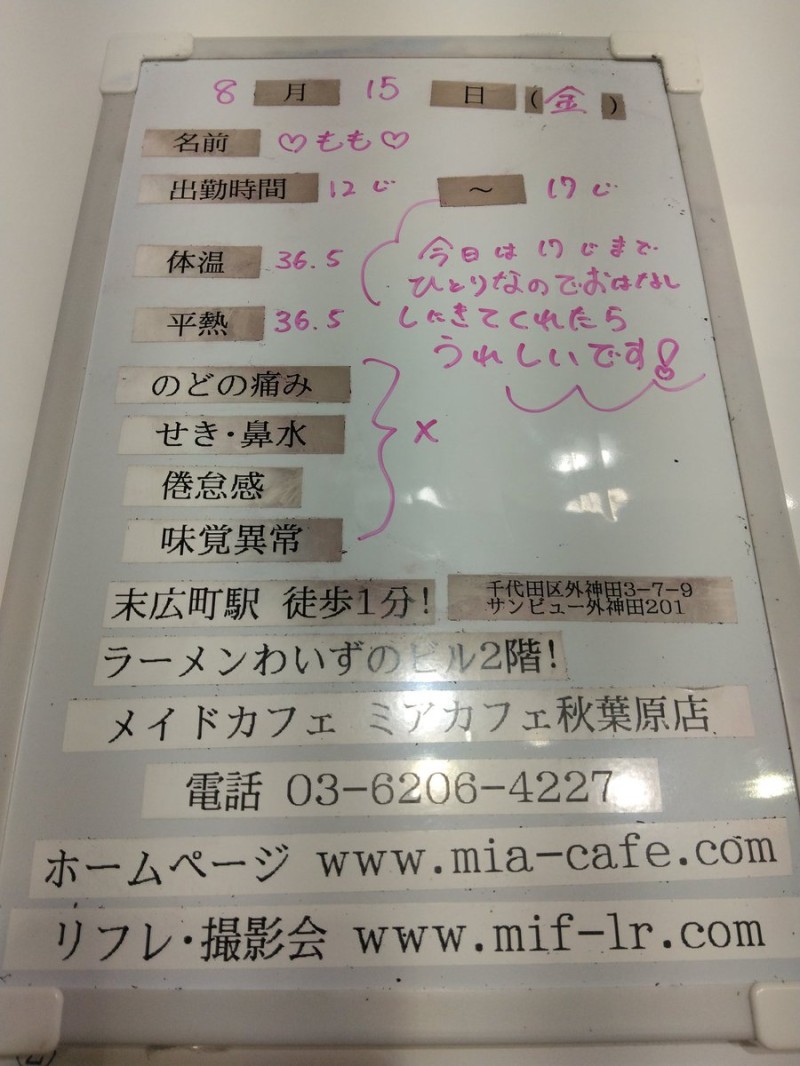 8月15日(金)
名前 ♡もも♡
出勤時間 12じ ～ 17じ
体温 36.5
平熱 36.5
今日は17じまで
ひとりなのでおはなし
しにきてくれたら
うれしいです!
のどの痛み
せき・鼻水
倦怠感
味覚異常
×
末広町駅 徒歩1分!
千代田区外神田3-7-9
サンビュー外神田201
ラーメンわいずのビル2階!
メイドカフェ ミアカフェ秋葉原店
電話 03-6206-4227
ホームページ www.mia-cafe.com
リフレ・撮影会 www.mif-lr.com